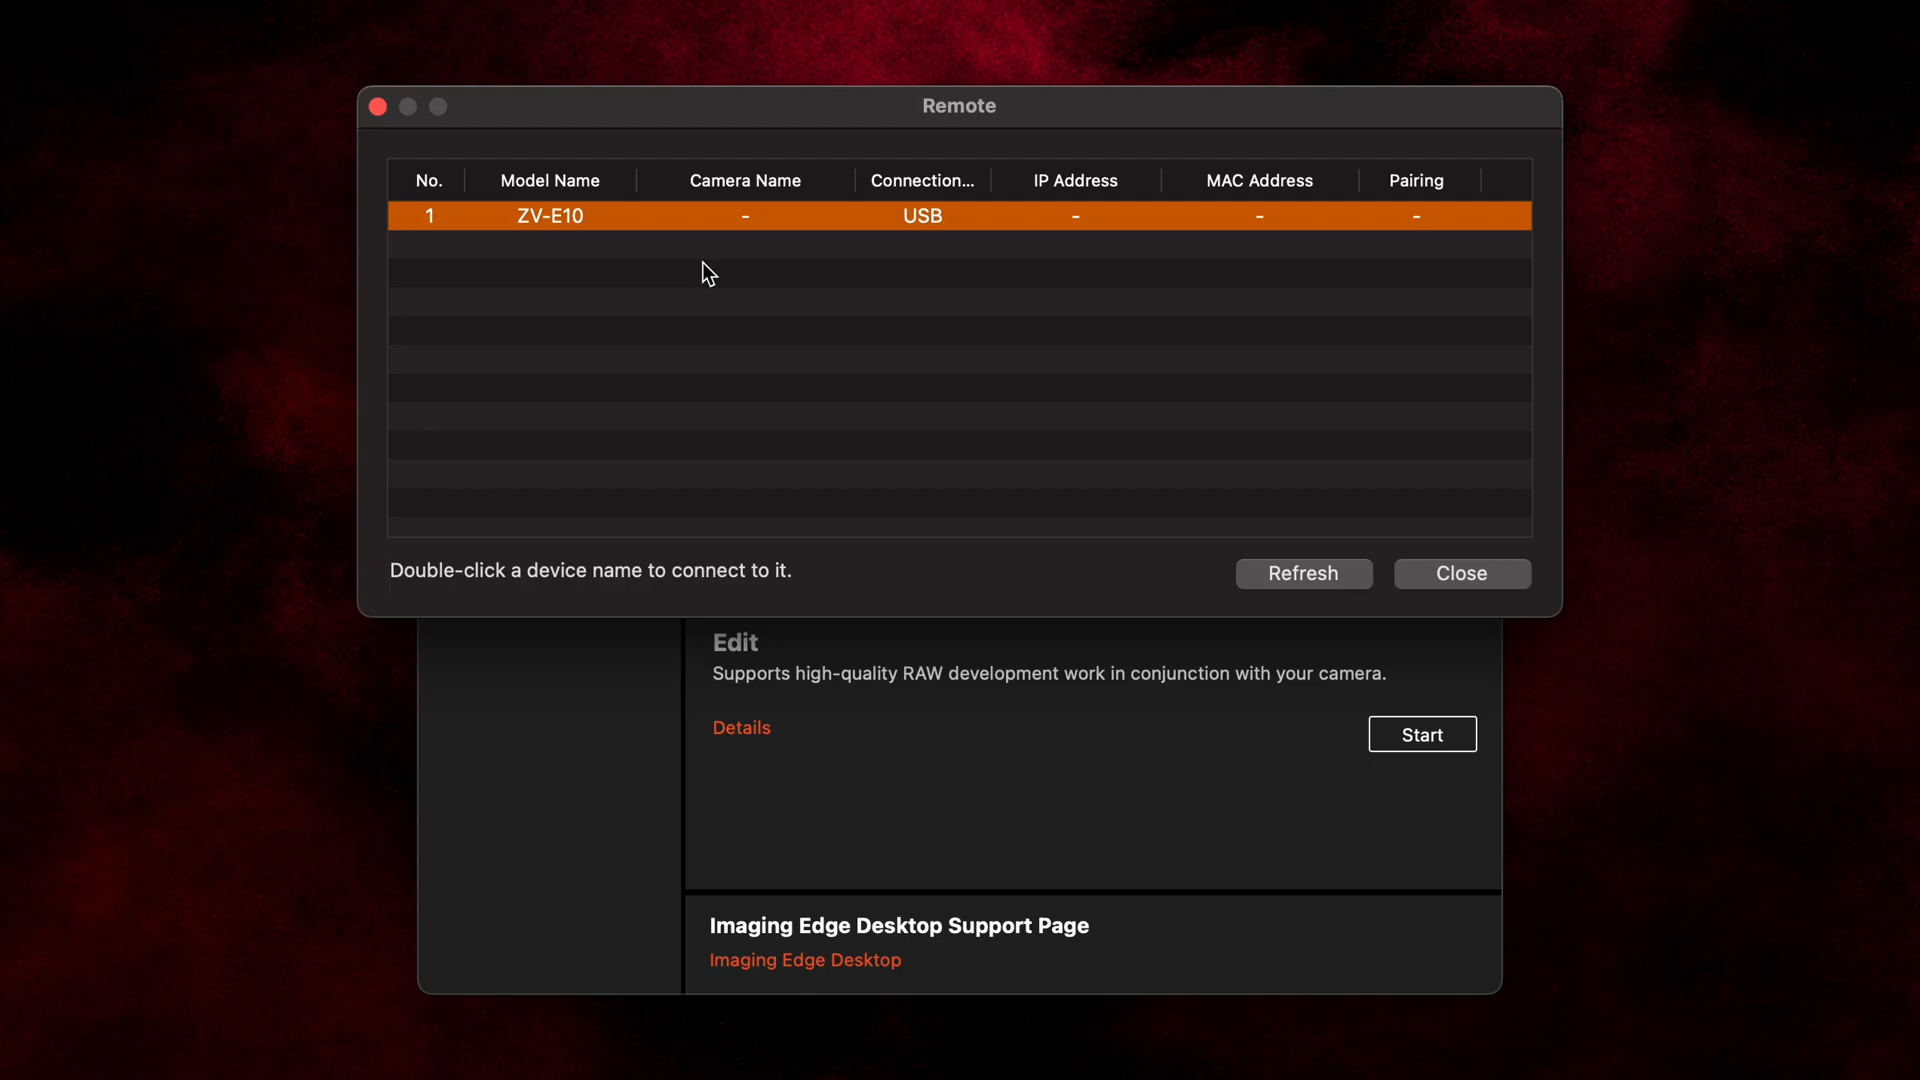 Remote
No. Model Name Camera Name Connection... IP Address MAC Address Pairing
1 ZV-E10 - USB - - -
Double-click a device name to connect to it.
Refresh Close
Edit
Supports high-quality RAW development work in conjunction with your camera.
Details
Start
Imaging Edge Desktop Support Page
Imaging Edge Desktop